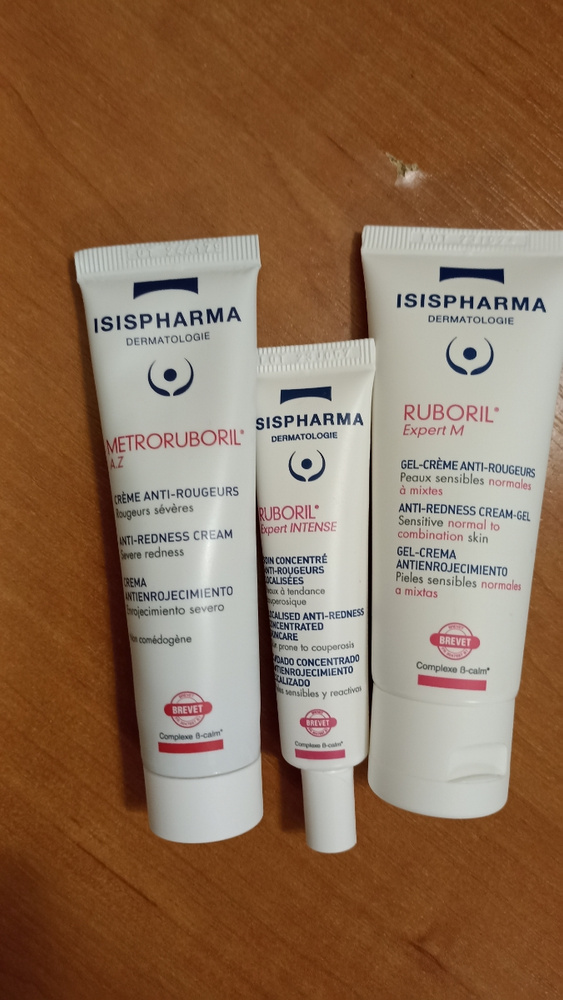 ISISPHARMA
DERMATOLOGIE
METRORUBORIL®
A.Z
CRÈME ANTI-ROUGEURS
Rougeurs sévères
ANTI-REDNESS CREAM
Severe redness
CREMA
ANTIENROJECIMIENTO
Enrojecimiento severo
Non comédogène
BREVET
Complexe ß-calm®
SISPHARMA
DERMATOLOGIE
RUBORIL®
Expert INTENSE
SOIN CONCENTRÉ
ANTI-ROUGEURS
LOCALISÉES
Peaux à tendance
couperosique
LOCALISED ANTI-REDNESS
CONCENTRATED
SKINCARE
prone to couperosis
CUIDADO CONCENTRADO
ANTIENROJECIMIENTO
LOCALIZADO
Pieles sensibles y reactivas
BREVET
Complexe ß-calm®
ISISPHARMA
DERMATOLOGIE
RUBORIL®
Expert M
GEL-CRÈME ANTI-ROUGEURS
Peaux sensibles normales
à mixtes
ANTI-REDNESS CREAM-GEL
Sensitive normal to
combination skin
GEL-CREMA
ANTIENROJECIMIENTO
Pieles sensibles normales
a mixtas
BREVET
Complexe ß-calm®